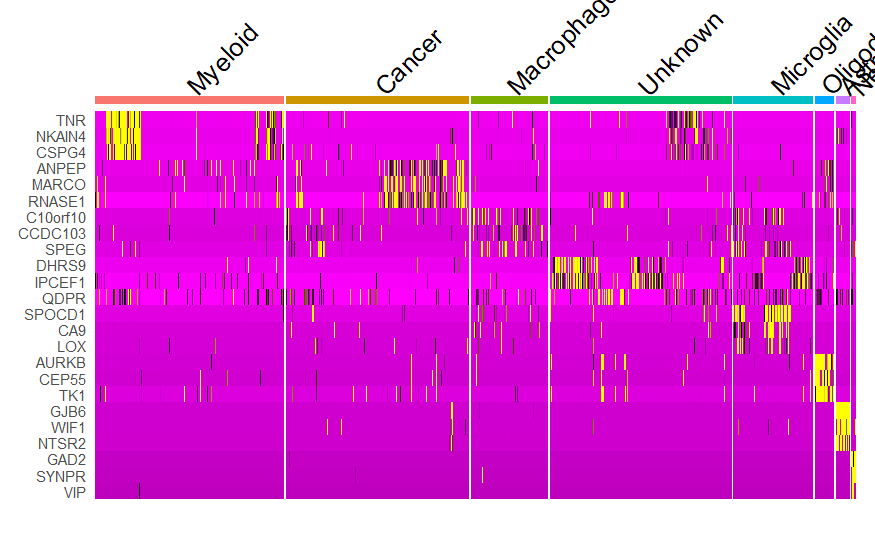 Myeloid
Cancer
Macrophage
Unknown
Microglia
TNR
NKAIN4
CSPG4
ANPEP
MARCO
RNASE1
C10orf10
CCDC103
SPEG
DHRS9
IPCEF1
QDPR
SPOCD1
CA9
LOX
AURKB
CEP55
TK1
GJB6
WIF1
NTSR2
GAD2
SYNPR
VIP